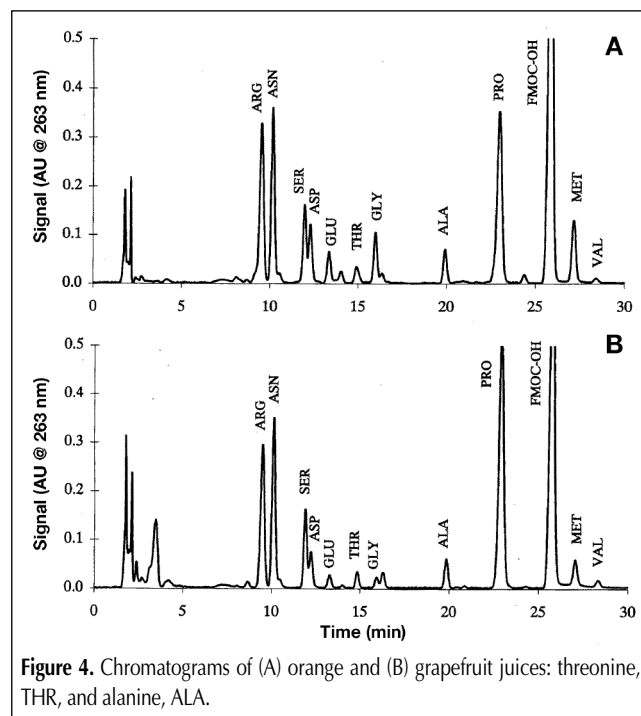 A
Signal (AU @ 263 nm)
0.5
0.4
0.3
0.2
0.1
0.0
ARG
ASN
SER
ASP
GLU
THR
GLY
ALA
PRO
FMOC-OH
MET
VAL
0 5 10 15 20 25 30
B
Signal (AU @ 263 nm)
0.5
0.4
0.3
0.2
0.1
0.0
ARG
ASN
SER
ASP
GLU
THR
GLY
ALA
PRO
FMOC-OH
MET
VAL
0 5 10 15 20 25 30
Time (min)
Figure 4. Chromatograms of (A) orange and (B) grapefruit juices: threonine,
THR, and alanine, ALA.